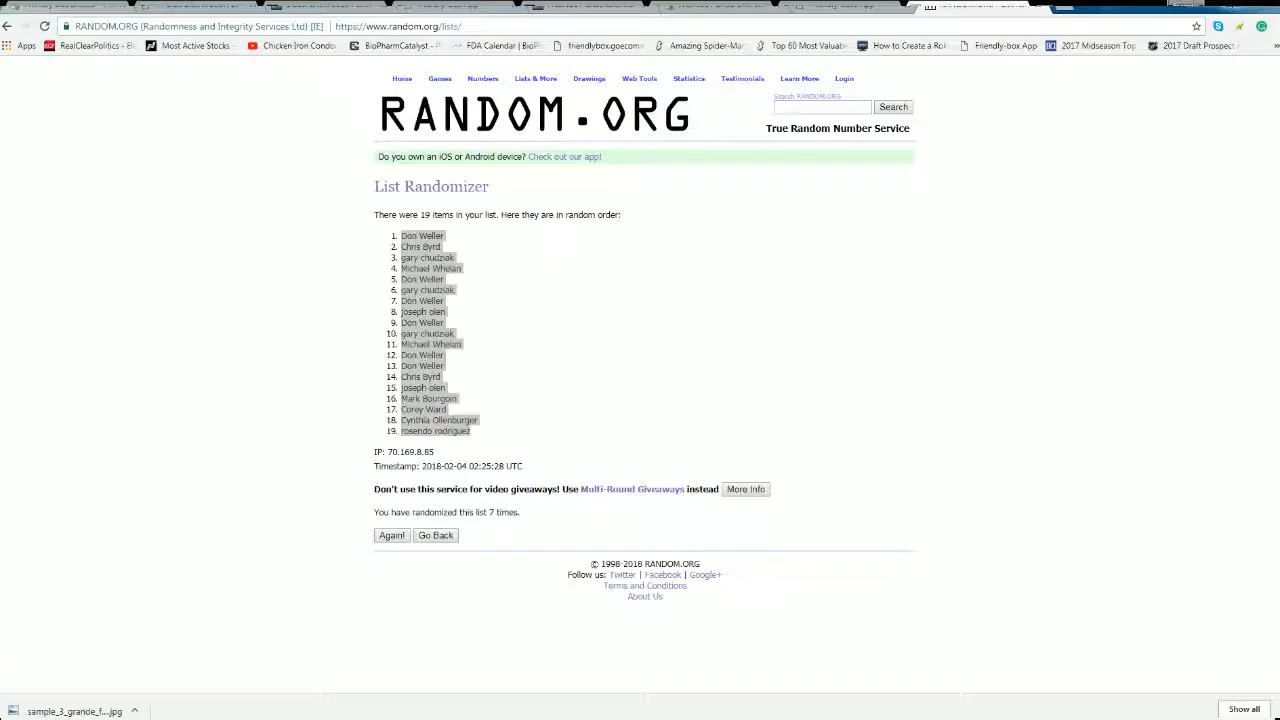 RANDOM.ORG (Randomness and Integrity Services Ltd) [IE] | https://www.random.org/lists/
Apps RealClearPolitics - Most Active Stocks Chicken Iron Condo BioPharmCatalyst - FDA Calendar | Bio friendlybox.goecomm Amazing Spider-Mar Top 60 Most Valuab How to Create a Ro Friendly-box App 2017 Midseason Top 2017 Draft Prospect
Home Games Numbers Lists & More Drawings Web Tools Statistics Testimonials Learn More Login
Search RANDOM.ORG
RANDOM.ORG
Search
True Random Number Service
Do you own an iOS or Android device? Check out our app!
List Randomizer
There were 19 items in your list. Here they are in random order:
1. Don Weller
2. Chris Byrd
3. gary chudziak
4. Michael Whelan
5. Don Weller
6. gary chudziak
7. Don Weller
8. joseph olen
9. Don Weller
10. gary chudziak
11. Michael Whelan
12. Don Weller
13. Don Weller
14. Chris Byrd
15. joseph olen
16. Mark Bourgoin
17. Corey Ward
18. Cynthia Ollenburger
19. rosendo rodriguez
IP: 70.169.8.85
Timestamp: 2018-02-04 02:25:28 UTC
Don't use this service for video giveaways! Use Multi-Round Giveaways instead More Info
You have randomized this list 7 times.
Again! Go Back
© 1998-2018 RANDOM.ORG
Follow us: Twitter | Facebook | Google+
Terms and Conditions
About Us
sample_3_grande_f....jpg
Show all